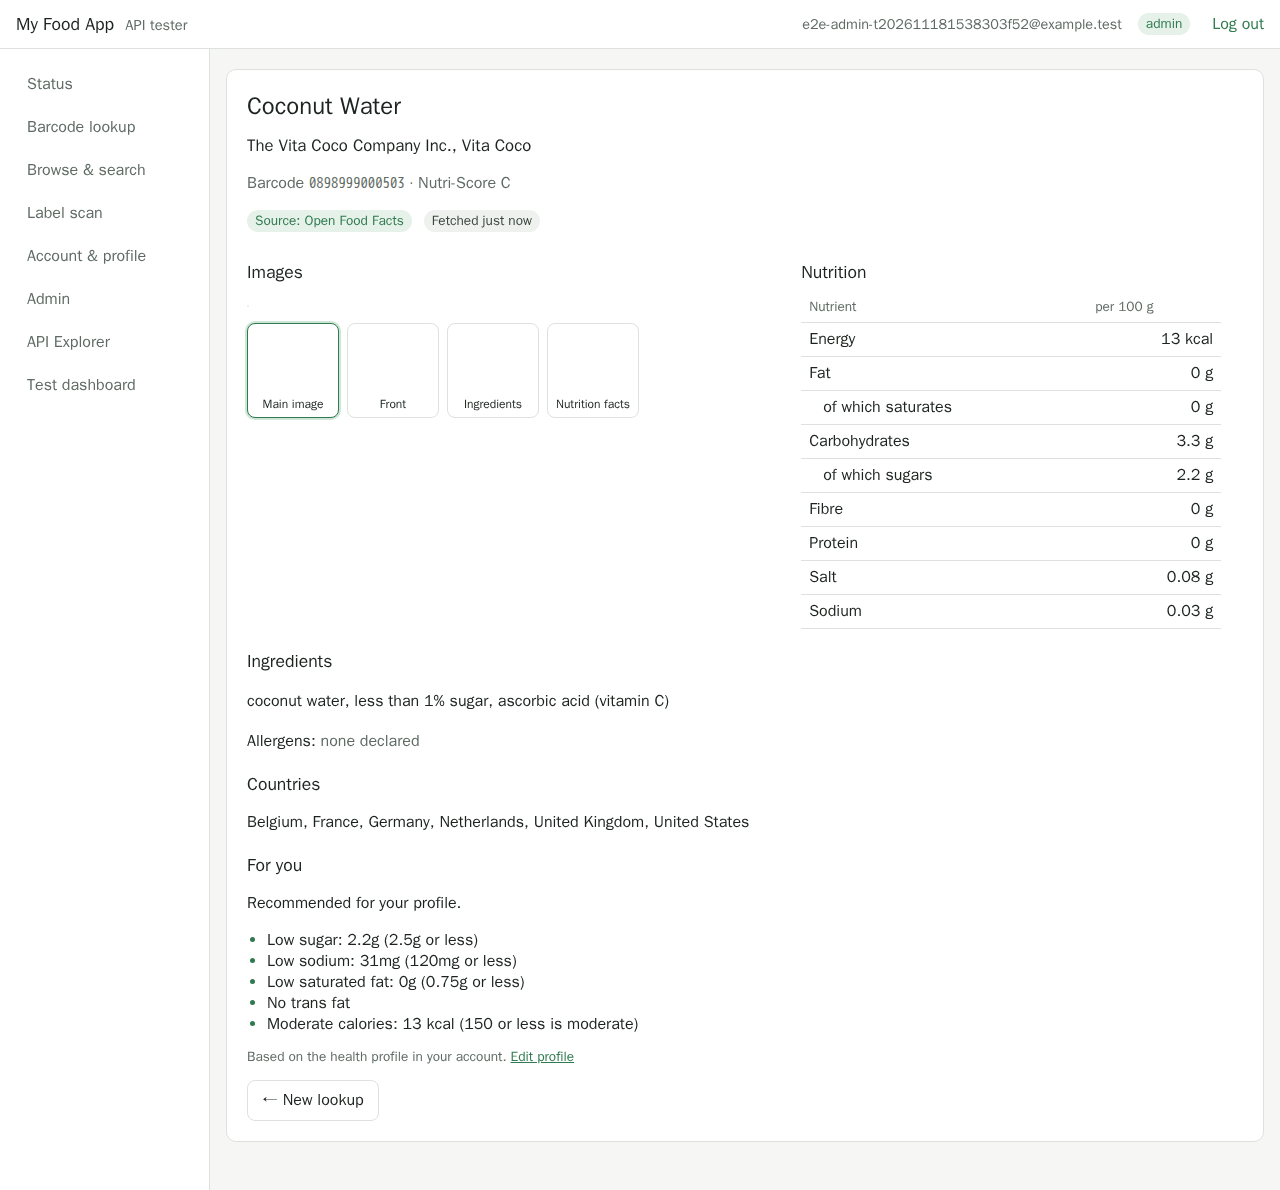 My Food App API tester
e2e-admin-t202611181538303f52@example.test admin Log out
Status
Barcode lookup
Browse & search
Label scan
Account & profile
Admin
API Explorer
Test dashboard
Coconut Water
The Vita Coco Company Inc., Vita Coco
Barcode 0898999000503 · Nutri-Score C
Source: Open Food Facts Fetched just now
Images
Main image Front Ingredients Nutrition facts
Nutrition
Nutrient per 100 g
Energy 13 kcal
Fat 0 g
of which saturates 0 g
Carbohydrates 3.3 g
of which sugars 2.2 g
Fibre 0 g
Protein 0 g
Salt 0.08 g
Sodium 0.03 g
Ingredients
coconut water, less than 1% sugar, ascorbic acid (vitamin C)
Allergens: none declared
Countries
Belgium, France, Germany, Netherlands, United Kingdom, United States
For you
Recommended for your profile.
• Low sugar: 2.2g (2.5g or less)
• Low sodium: 31mg (120mg or less)
• Low saturated fat: 0g (0.75g or less)
• No trans fat
• Moderate calories: 13 kcal (150 or less is moderate)
Based on the health profile in your account. Edit profile
← New lookup